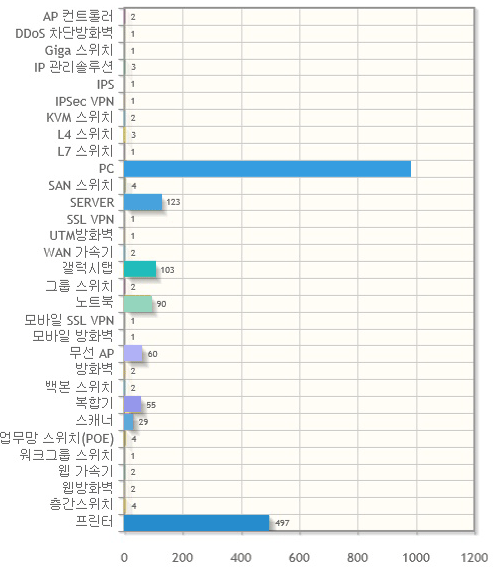 AP 컨트롤러 2
DDoS 차단방화벽 1
Giga 스위치 1
IP 관리솔루션 3
IPS 1
IPSec VPN 1
KVM 스위치 2
L4 스위치 3
L7 스위치 1
PC
SAN 스위치 4
SERVER 123
SSL VPN 1
UTM방화벽 1
WAN 가속기 2
갤럭시탭 103
그룹 스위치 2
노트북 90
모바일 SSL VPN 1
모바일 방화벽 1
무선 AP 60
방화벽 2
백본 스위치 2
복합기 55
스캐너 29
업무망 스위치(POE) 4
워크그룹 스위치 1
웹 가속기 2
웹방화벽 2
층간스위치 4
프린터 497
0 200 400 600 800 1000 1200